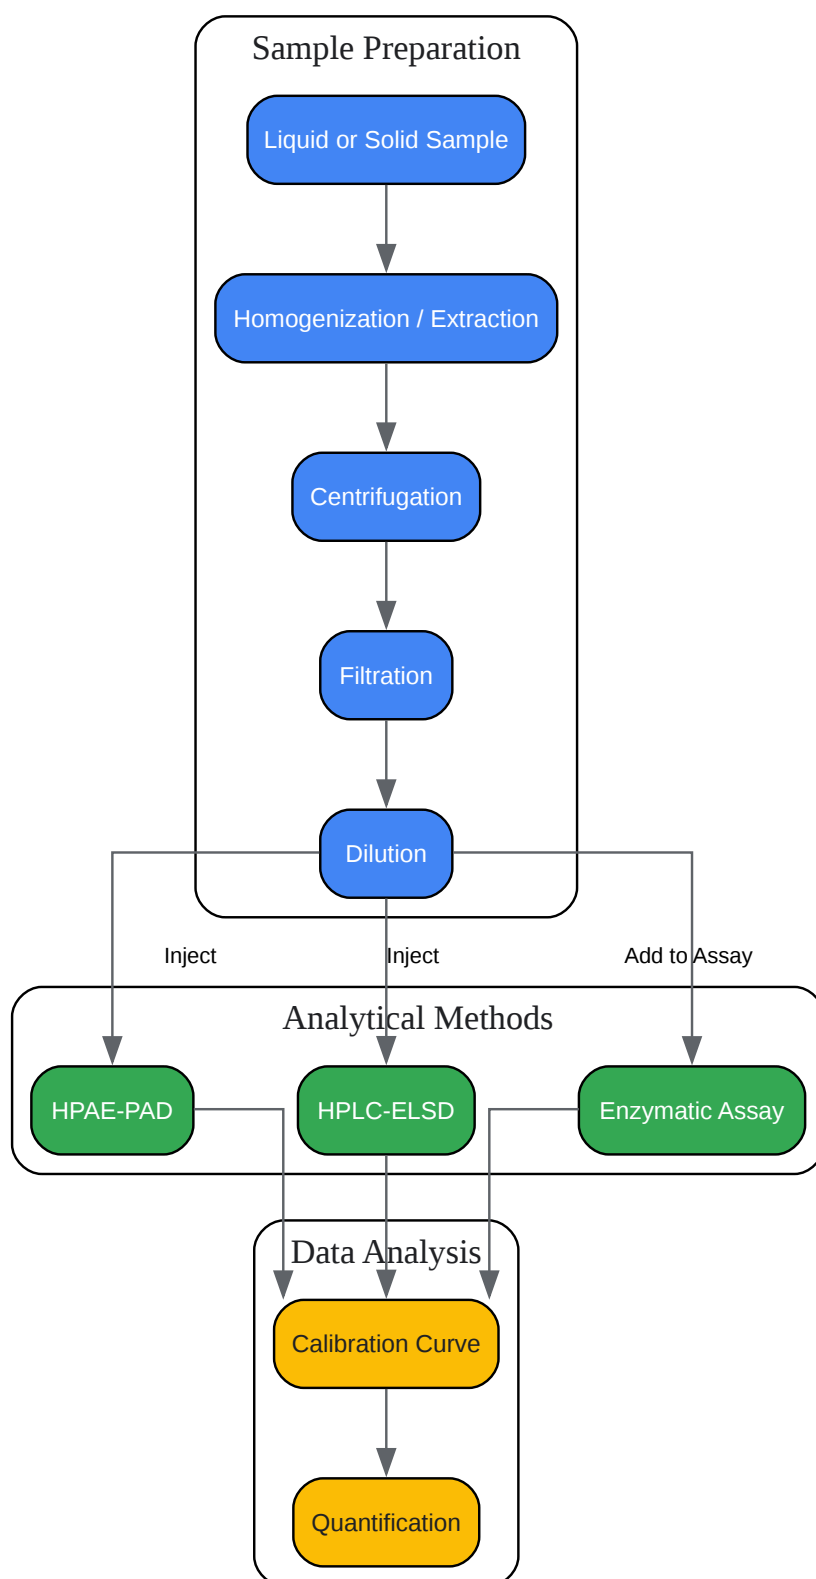 Sample Preparation
Liquid or Solid Sample
Homogenization / Extraction
Centrifugation
Filtration
Dilution
Inject
Inject
Add to Assay
Analytical Methods
HPAE-PAD
HPLC-ELSD
Enzymatic Assay
Data Analysis
Calibration Curve
Quantification